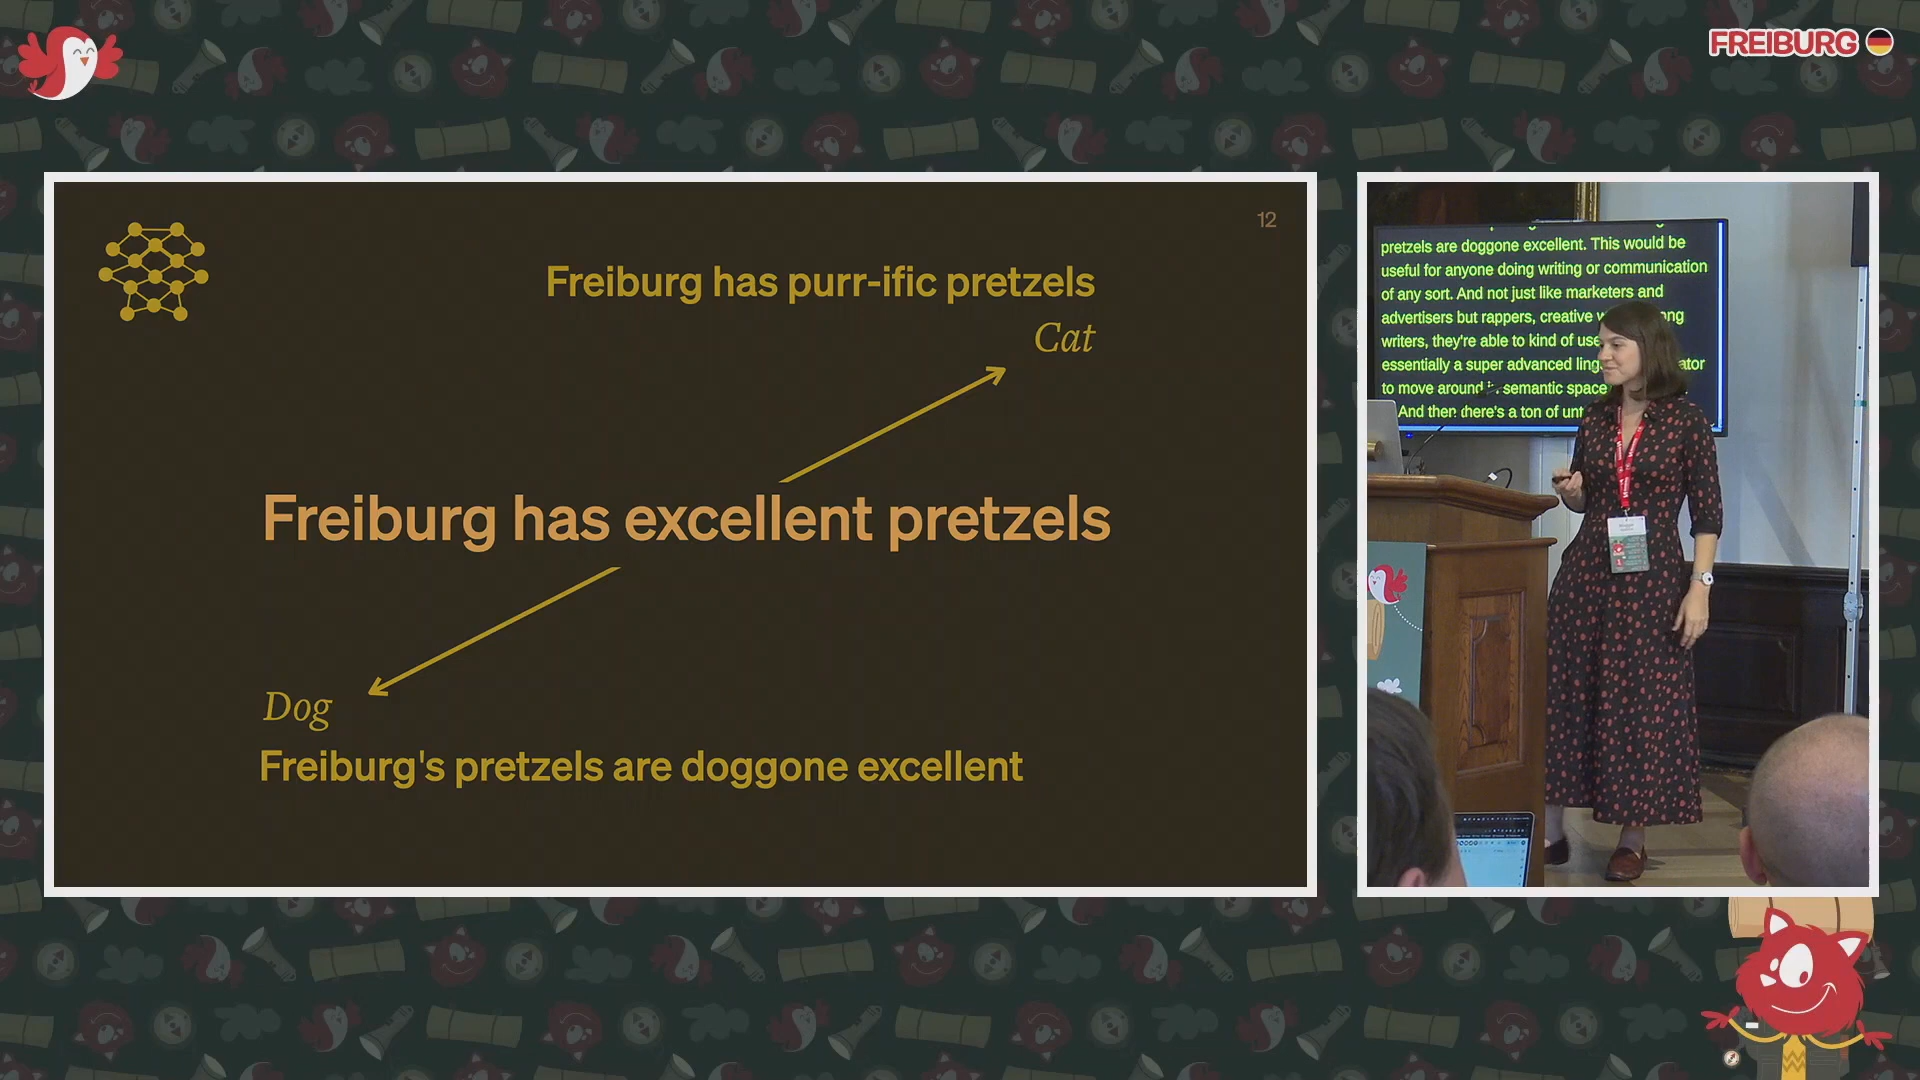 FREIBURG
12
Freiburg has purr-ific pretzels
Cat
Freiburg has excellent pretzels
Dog
Freiburg's pretzels are doggone excellent
pretzels are doggone excellent. This would be
useful for anyone doing writing or communication
of any sort. And not just like marketers and
advertisers but rappers, creative
writers, they're able to kind of use
essentially a super advanced
to move around in semantic space
And then there's a ton of